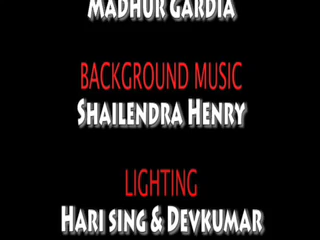 MADHUR GARDIA
BACKGROUND MUSIC
SHAILENDRA HENRY
LIGHTING
HARI SING & DEVKUMAR